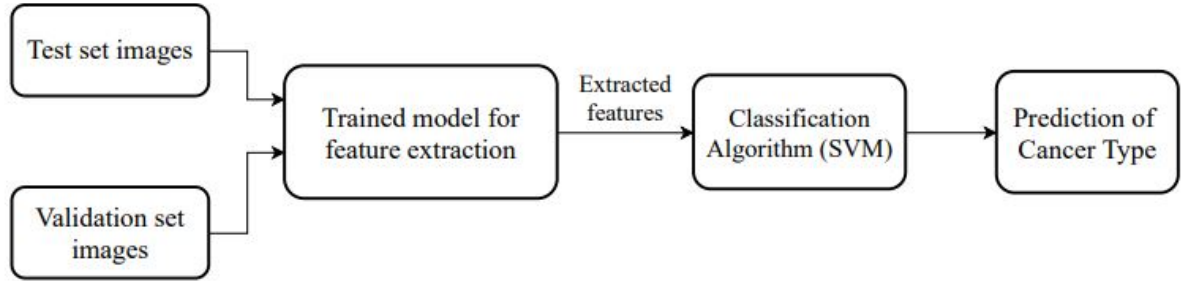 Test set images
Validation set
images
Trained model for
feature extraction
Extracted
features
Classification
Algorithm (SVM)
Prediction of
Cancer Type